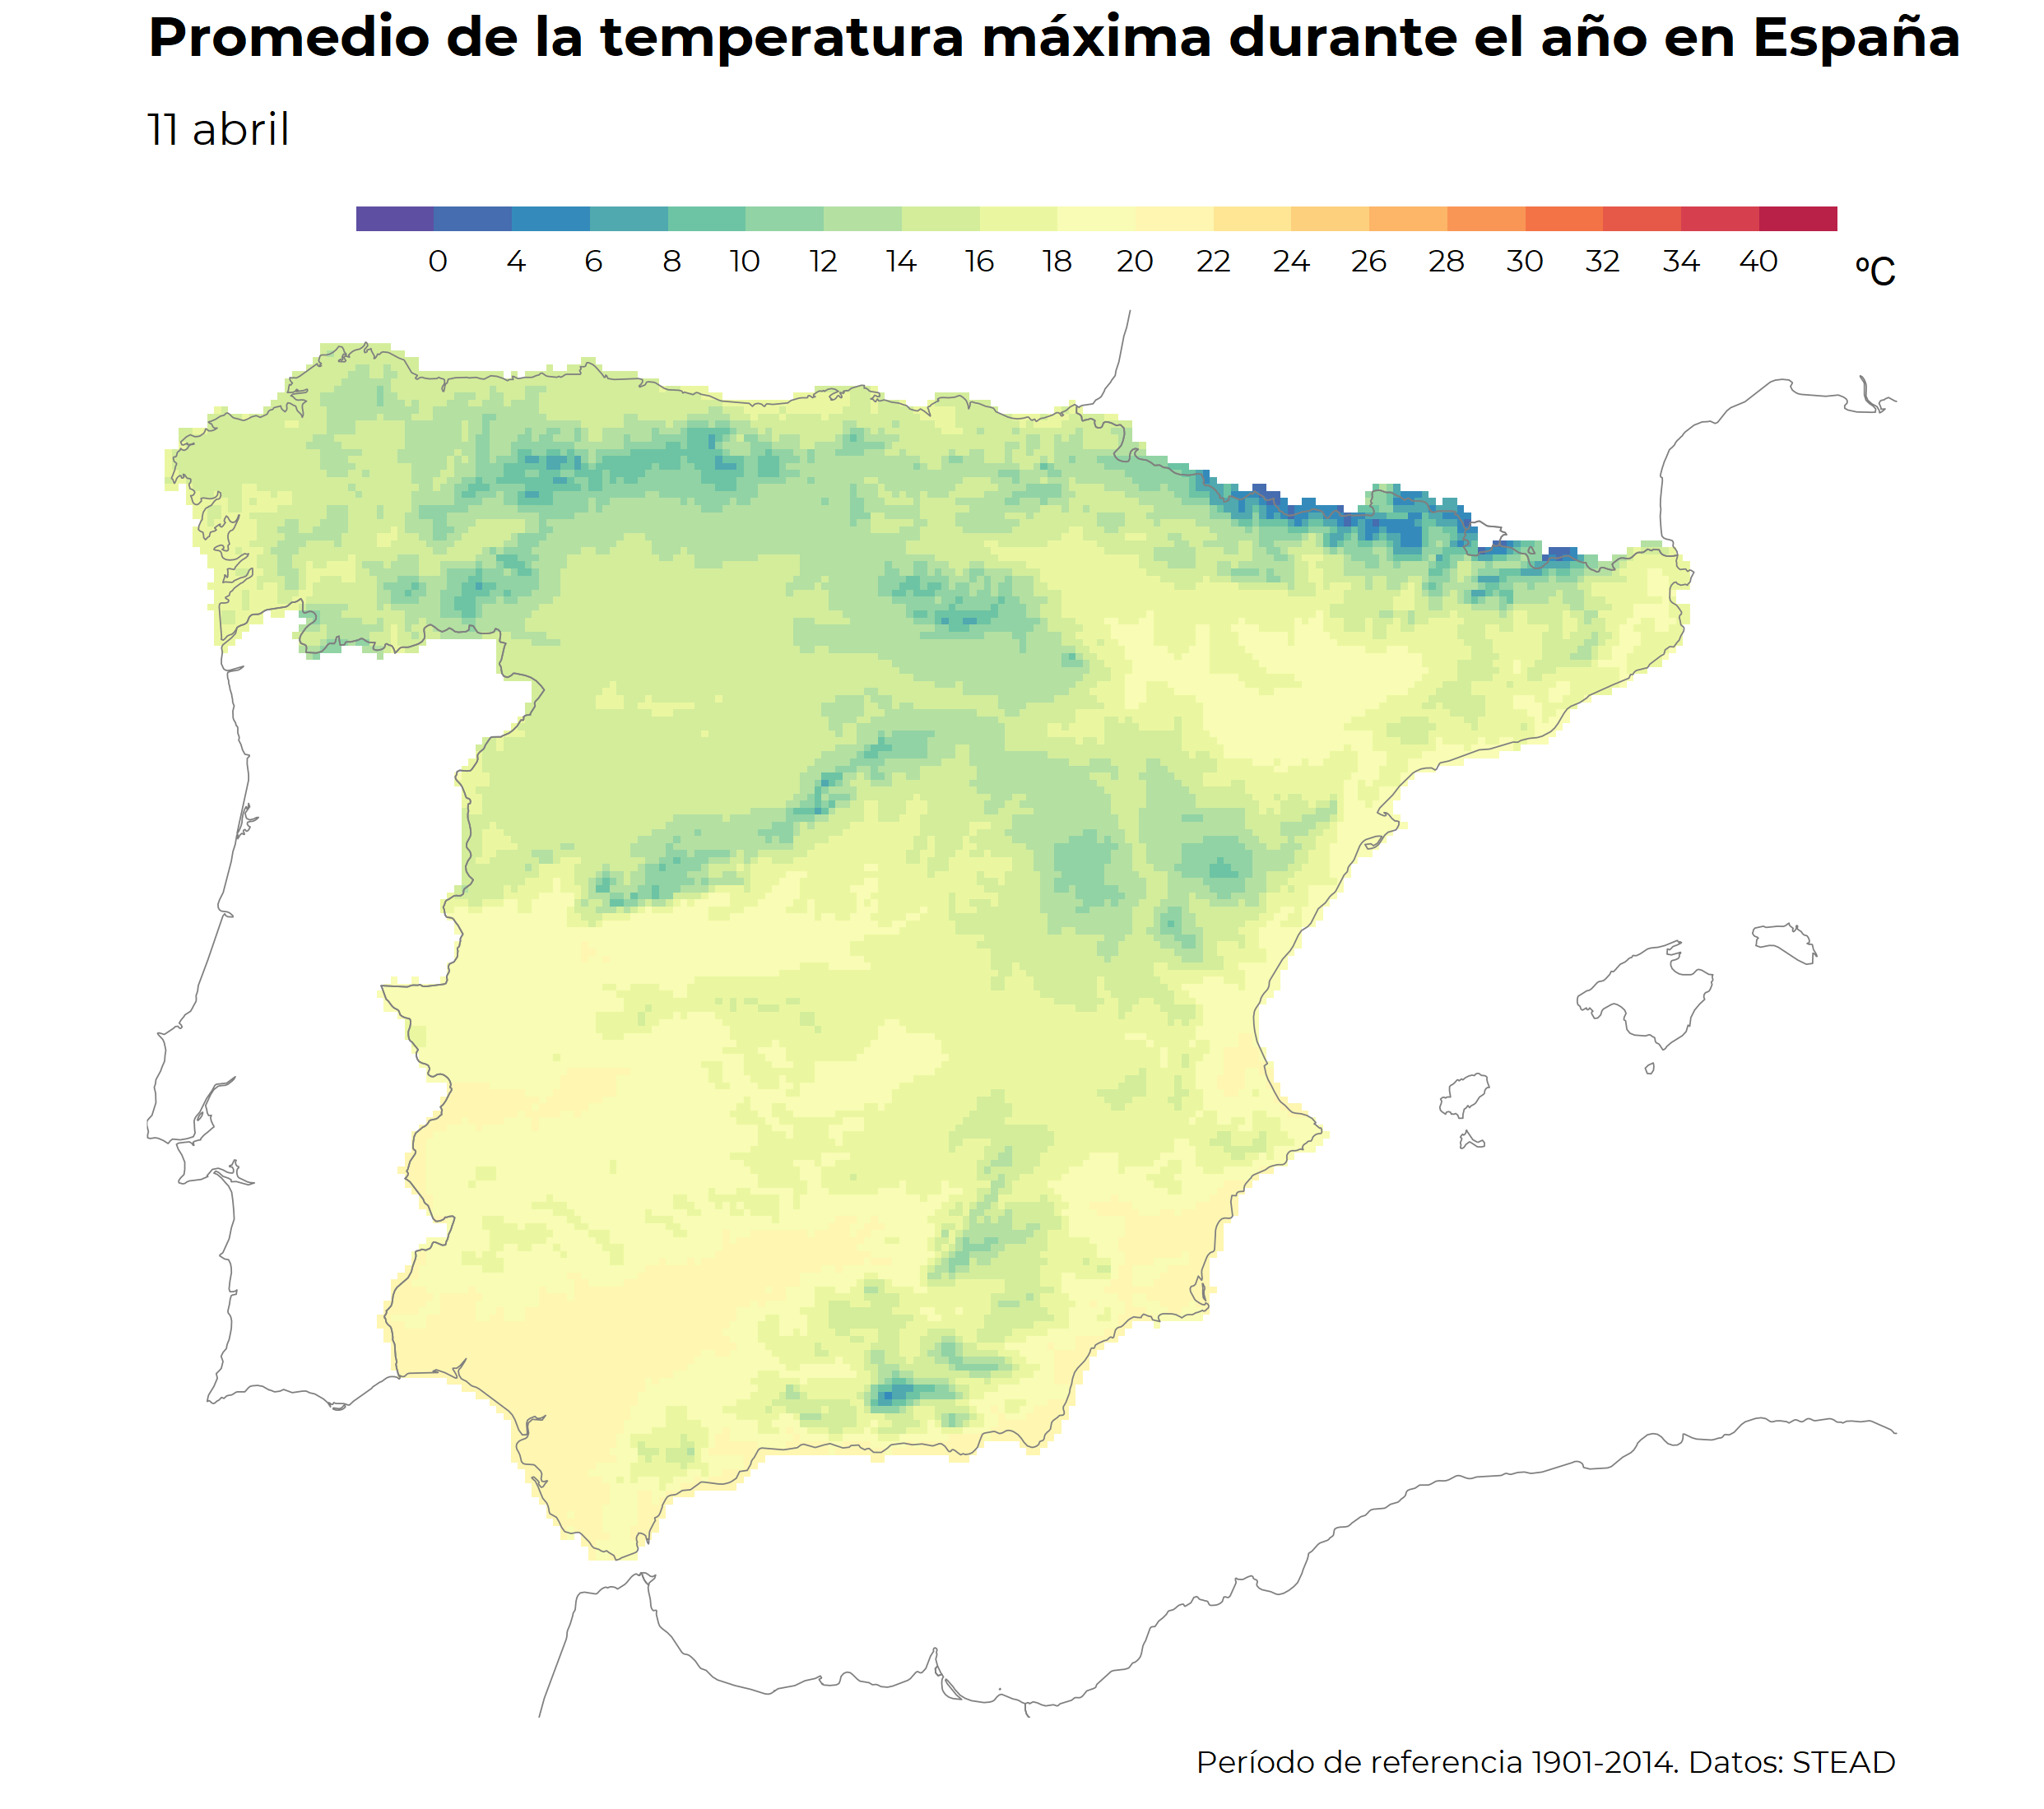 Promedio de la temperatura máxima durante el año en España
11 abril
0 4 6 8 10 12 14 16 18 20 22 24 26 28 30 32 34 40 ºC
Período de referencia 1901-2014. Datos: STEAD